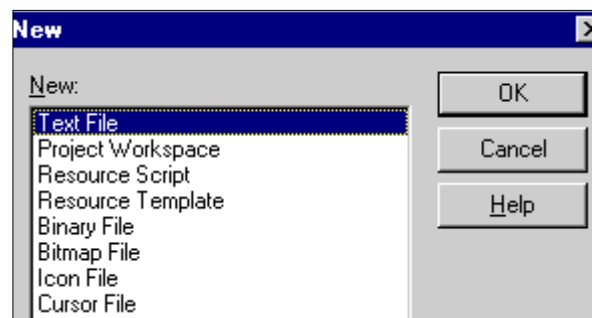 New
New:
Text File
Project Workspace
Resource Script
Resource Template
Binary File
Bitmap File
Icon File
Cursor File
OK
Cancel
Help